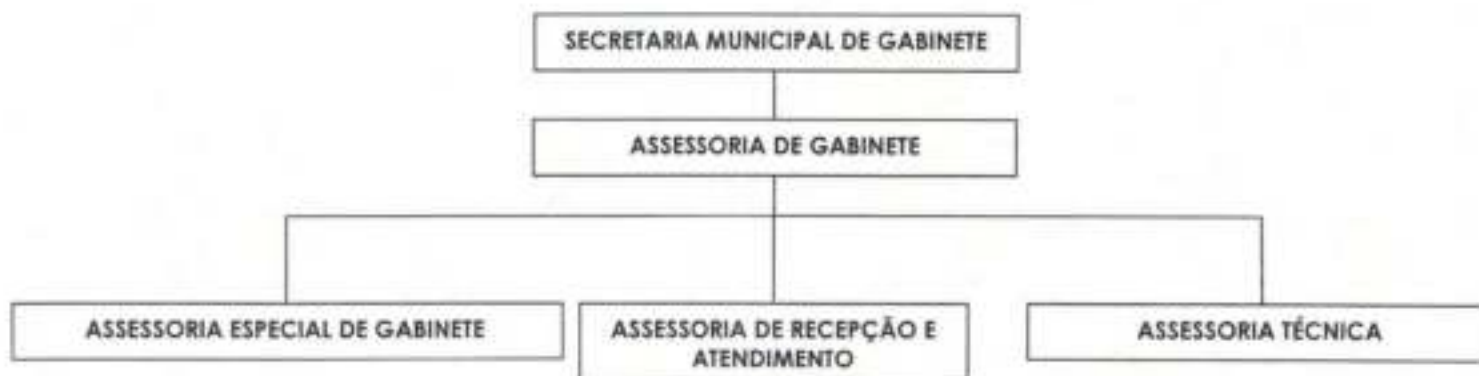 SECRETARIA MUNICIPAL DE GABINETE
ASSESSORIA DE GABINETE
ASSESSORIA ESPECIAL DE GABINETE
ASSESSORIA DE RECEPÇÃO E
ATENDIMENTO
ASSESSORIA TÉCNICA